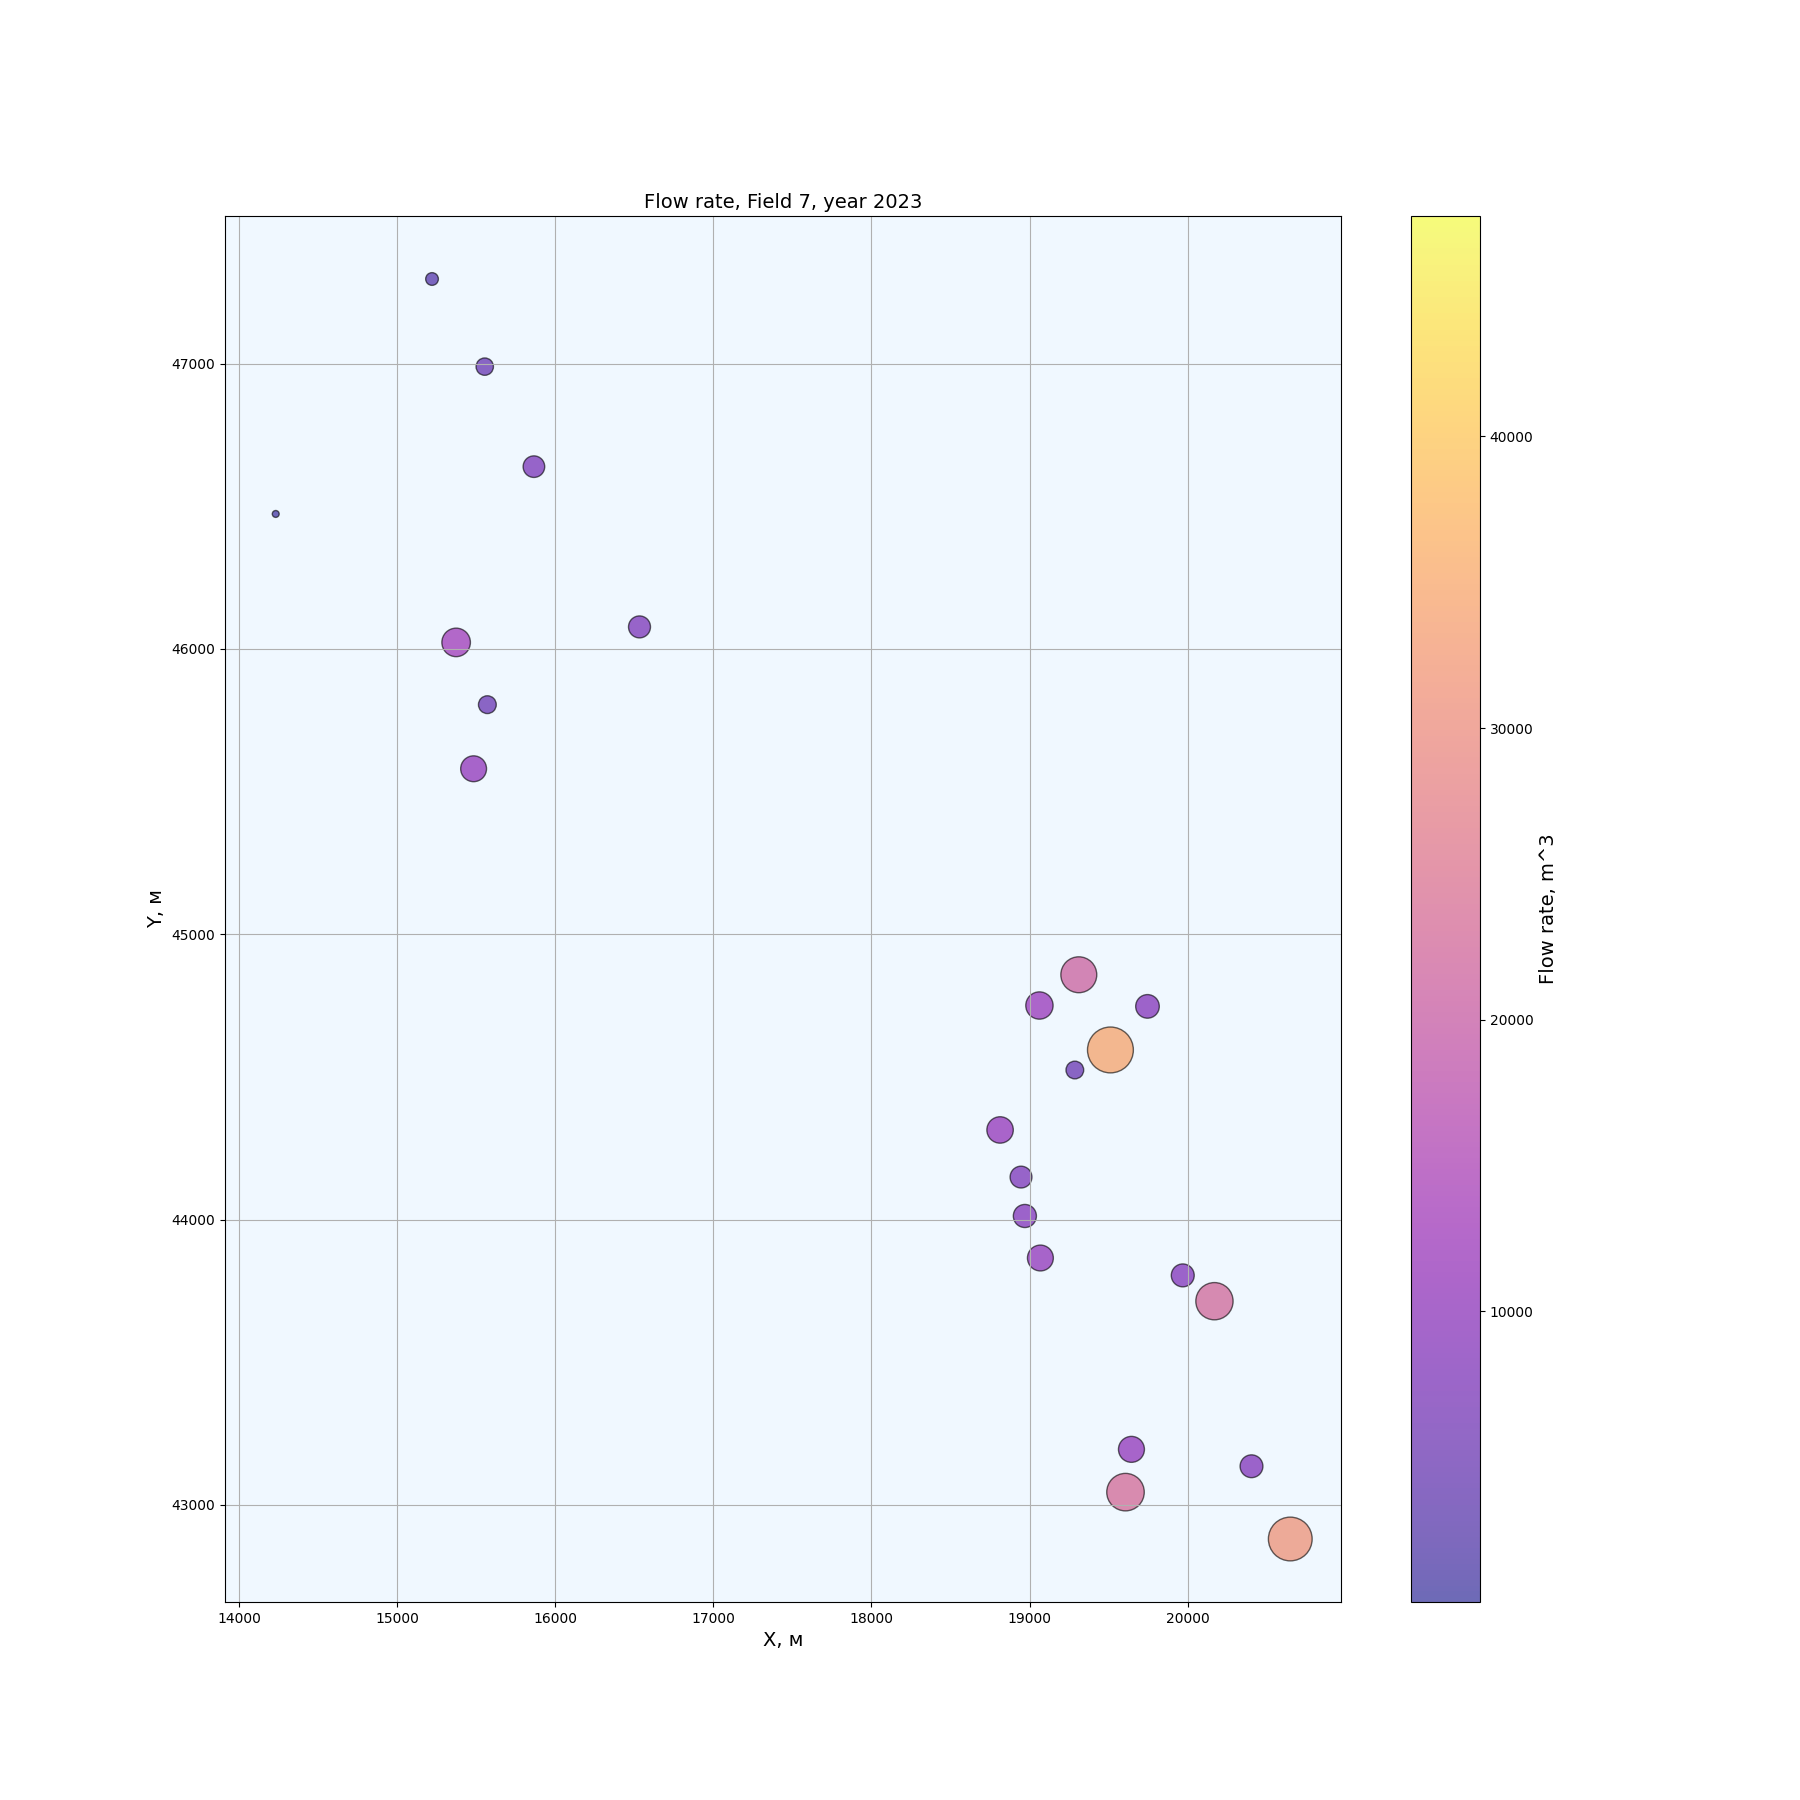 Flow rate, Field 7, year 2023
47000
46000
45000
44000
43000
Y, м
14000 15000 16000 17000 18000 19000 20000
X, м
40000
30000
20000
10000
Flow rate, m^3